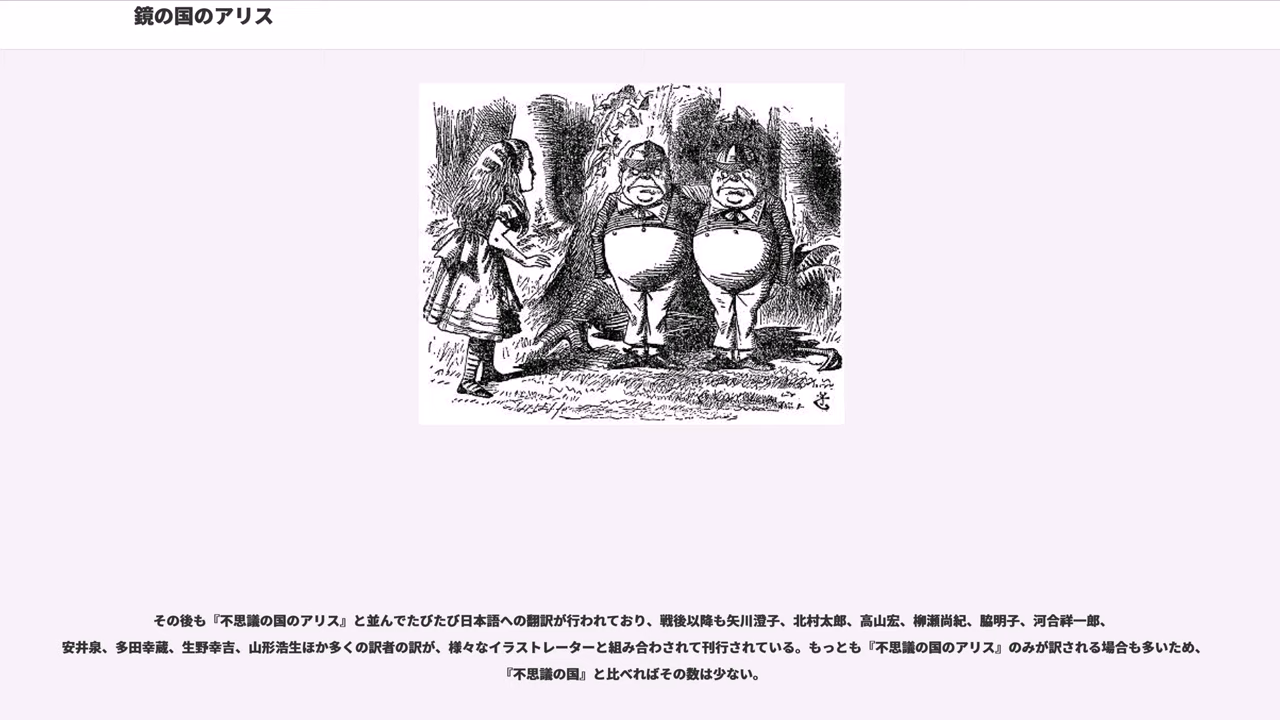 鏡の国のアリス
その後も『不思議の国のアリス』と並んでたびたび日本語への翻訳が行われており、戦後以降も矢川澄子、北村太郎、高山宏、柳瀬尚紀、脇明子、河合祥一郎、
安井泉、多田幸蔵、生野幸吉、山形浩生ほか多くの訳者の訳が、様々なイラストレーターと組み合わされて刊行されている。もっとも『不思議の国のアリス』のみが訳される場合も多いため、
『不思議の国』と比べればその数は少ない。